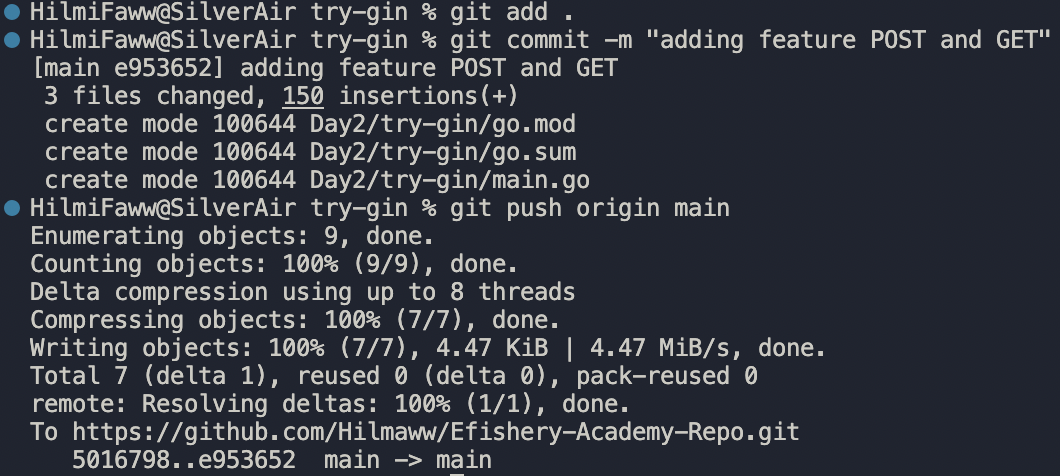 HilmiFaww@SilverAir try-gin % git add .
HilmiFaww@SilverAir try-gin % git commit -m "adding feature POST and GET"
[main e953652] adding feature POST and GET
 3 files changed, 150 insertions(+)
 create mode 100644 Day2/try-gin/go.mod
 create mode 100644 Day2/try-gin/go.sum
 create mode 100644 Day2/try-gin/main.go
HilmiFaww@SilverAir try-gin % git push origin main
Enumerating objects: 9, done.
Counting objects: 100% (9/9), done.
Delta compression using up to 8 threads
Compressing objects: 100% (7/7), done.
Writing objects: 100% (7/7), 4.47 KiB | 4.47 MiB/s, done.
Total 7 (delta 1), reused 0 (delta 0), pack-reused 0
remote: Resolving deltas: 100% (1/1), done.
To https://github.com/Hilmaww/Efishery-Academy-Repo.git
   5016798..e953652  main -> main